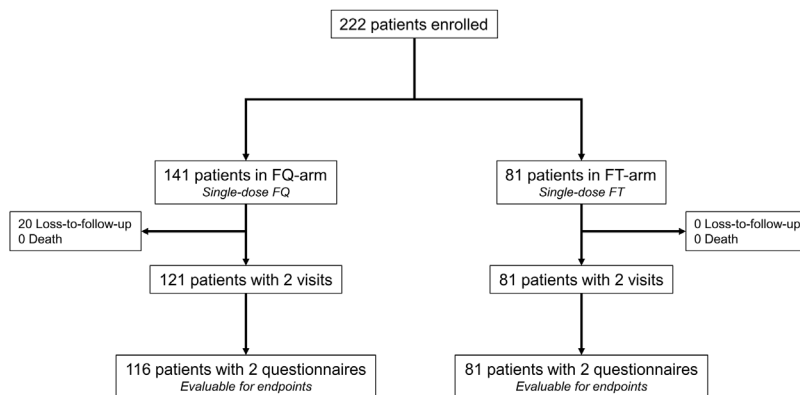 222 patients enrolled
141 patients in FQ-arm
Single-dose FQ
81 patients in FT-arm
Single-dose FT
20 Loss-to-follow-up
0 Death
0 Loss-to-follow-up
0 Death
121 patients with 2 visits
81 patients with 2 visits
116 patients with 2 questionnaires
Evaluable for endpoints
81 patients with 2 questionnaires
Evaluable for endpoints